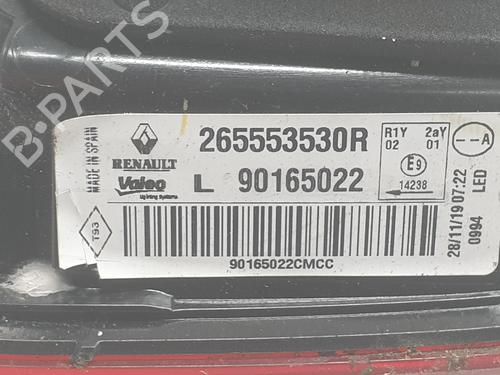 B-PARTS
MADE IN SPAIN
RENAULT
265553530R
R1Y 2aY
02 01
E9
14238
--A
Valeo
Lighting Systems
L 90165022
T93
90165022CMCC
28/11/19 07:22
0994 LED